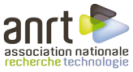 anrt
association nationale
recherche technologie